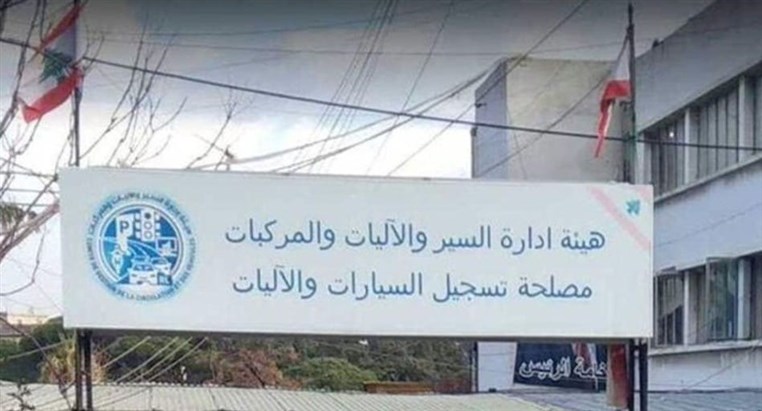 هيئة ادارة السير والآليات والمركبات
مصلحة تسجيل السيارات والآليات
P